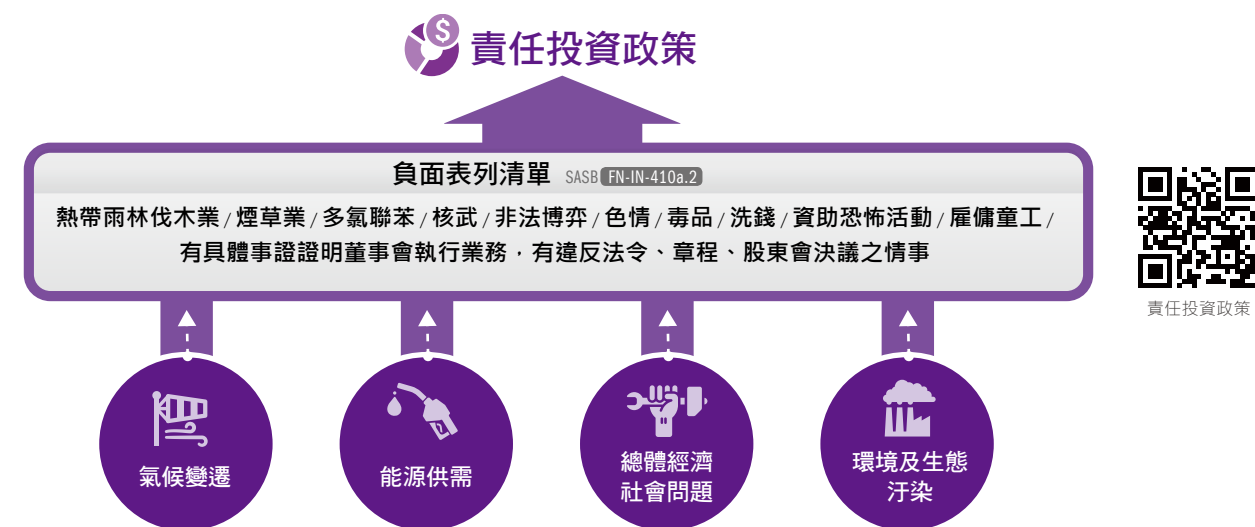 責任投資政策
負面表列清單 SASB FN-IN-410a.2
熱帶雨林伐木業/煙草業/多氯聯苯/核武/非法博弈/色情/毒品/洗錢/資助恐怖活動/雇傭童工/
有具體事證證明董事會執行業務，有違反法令、章程、股東會決議之情事
責任投資政策
氣候變遷
能源供需
總體經濟
社會問題
環境及生態
汙染